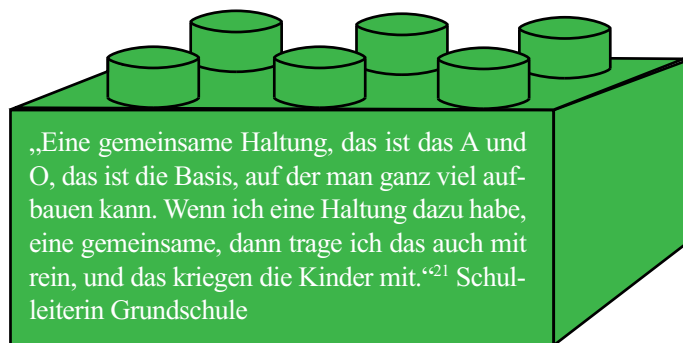 „Eine gemeinsame Haltung, das ist das A und
O, das ist die Basis, auf der man ganz viel auf-
bauen kann. Wenn ich eine Haltung dazu habe,
eine gemeinsame, dann trage ich das auch mit
rein, und das kriegen die Kinder mit.“²¹ Schul-
leiterin Grundschule